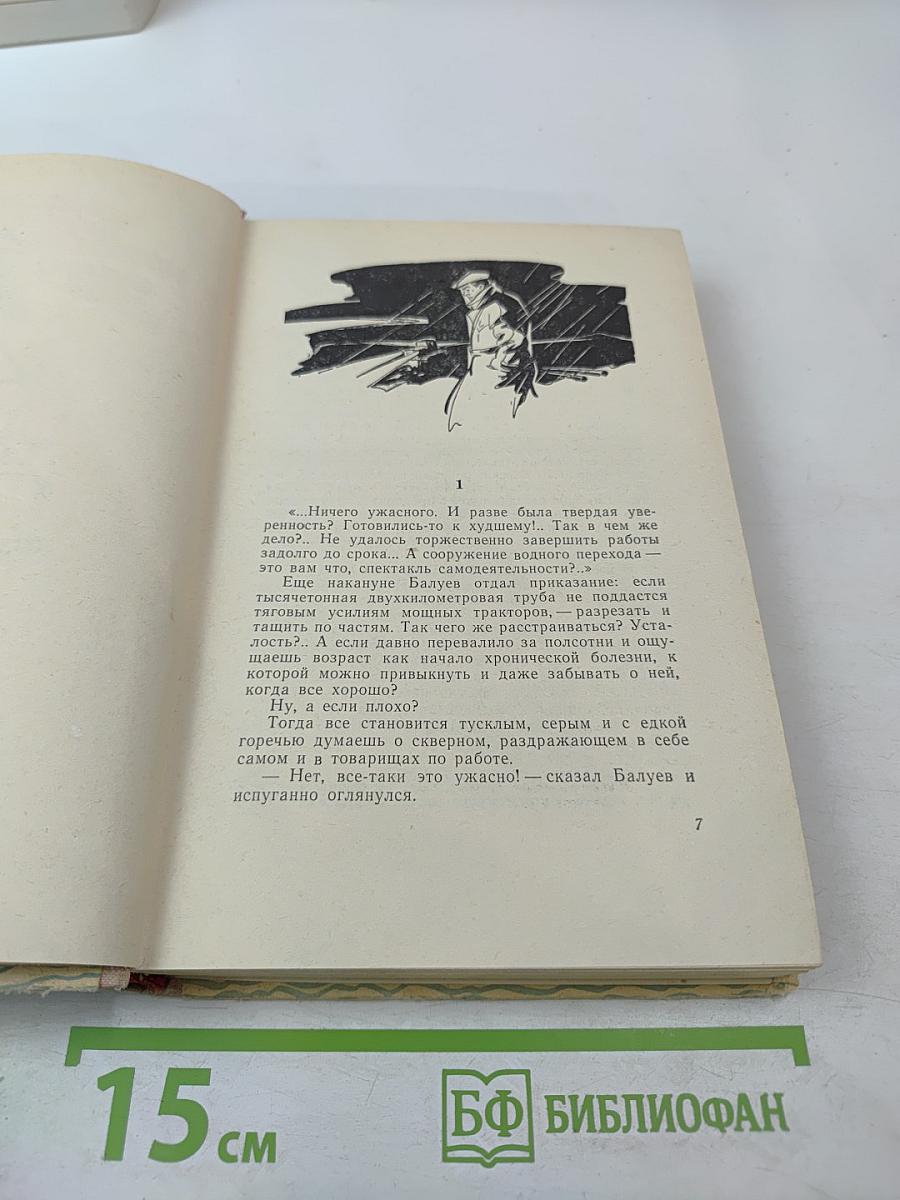 1
«...Ничего ужасного. И разве была твердая уве-
ренность? Готовились-то к худшему!.. Так в чем же
дело?.. Не удалось торжественно завершить работы
задолго до срока... А сооружение водного перехода —
это вам что, спектакль самодеятельности?..»
Еще накануне Балуев отдал приказание: если
тысячетонная двухкилометровая труба не поддастся
тяговым усилиям мощных тракторов, — разрезать и
тащить по частям. Так чего же расстраиваться? Уста-
лость?.. А если давно перевалило за полсотни и ощу-
щаешь возраст как начало хронической болезни, к
которой можно привыкнуть и даже забывать о ней,
когда все хорошо?
Ну, а если плохо?
Тогда все становится тусклым, серым и с едкой
горечью думаешь о скверном, раздражающем в себе
самом и в товарищах по работе.
— Нет, все-таки это ужасно! — сказал Балуев и
испуганно оглянулся.
7
15 см
БФ БИБЛИОФАН